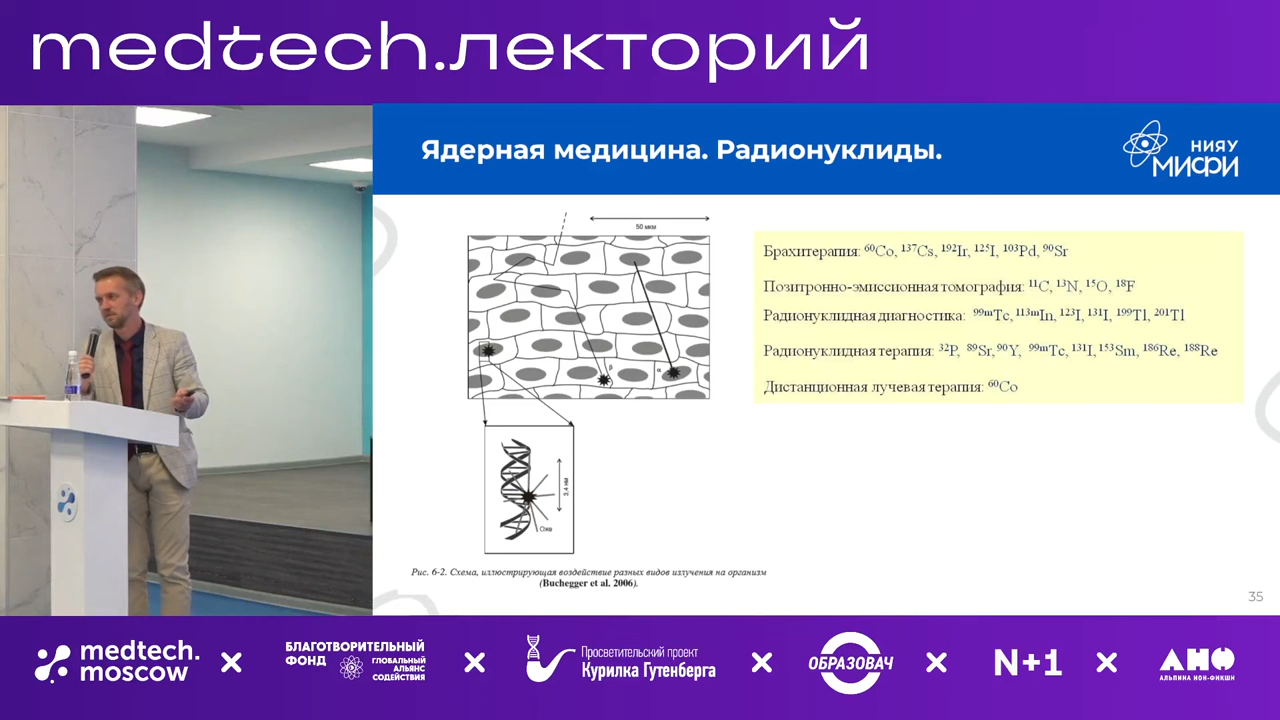 medtech.лекторий
Ядерная медицина. Радионуклиды.
НИЯУ
МИФИ
50 мкм
β
α
3,4 нм
Оже
Рис. 6-2. Схема, иллюстрирующая воздействие разных видов излучения на организм
(Buchegger et al. 2006).
Брахитерапия: ⁶⁰Co, ¹³⁷Cs, ¹⁹²Ir, ¹²⁵I, ¹⁰³Pd, ⁹⁰Sr
Позитронно-эмиссионная томография: ¹¹C, ¹³N, ¹⁵O, ¹⁸F
Радионуклидная диагностика: ⁹⁹ᵐTc, ¹¹³ᵐIn, ¹²³I, ¹³¹I, ¹⁹⁹Tl, ²⁰¹Tl
Радионуклидная терапия: ³²P, ⁸⁹Sr, ⁹⁰Y, ⁹⁹ᵐTc, ¹³¹I, ¹⁵³Sm, ¹⁸⁶Re, ¹⁸⁸Re
Дистанционная лучевая терапия: ⁶⁰Co
35
medtech.
moscow
БЛАГОТВОРИТЕЛЬНЫЙ
ФОНД
ГЛОБАЛЬНЫЙ
АЛЬЯНС
СОДЕЙСТВИЯ
Просветительский проект
Курилка Гутенберга
ОБРАЗОВАЧ
N+1
АНФ
АЛЬПИНА НОН-ФИКШН